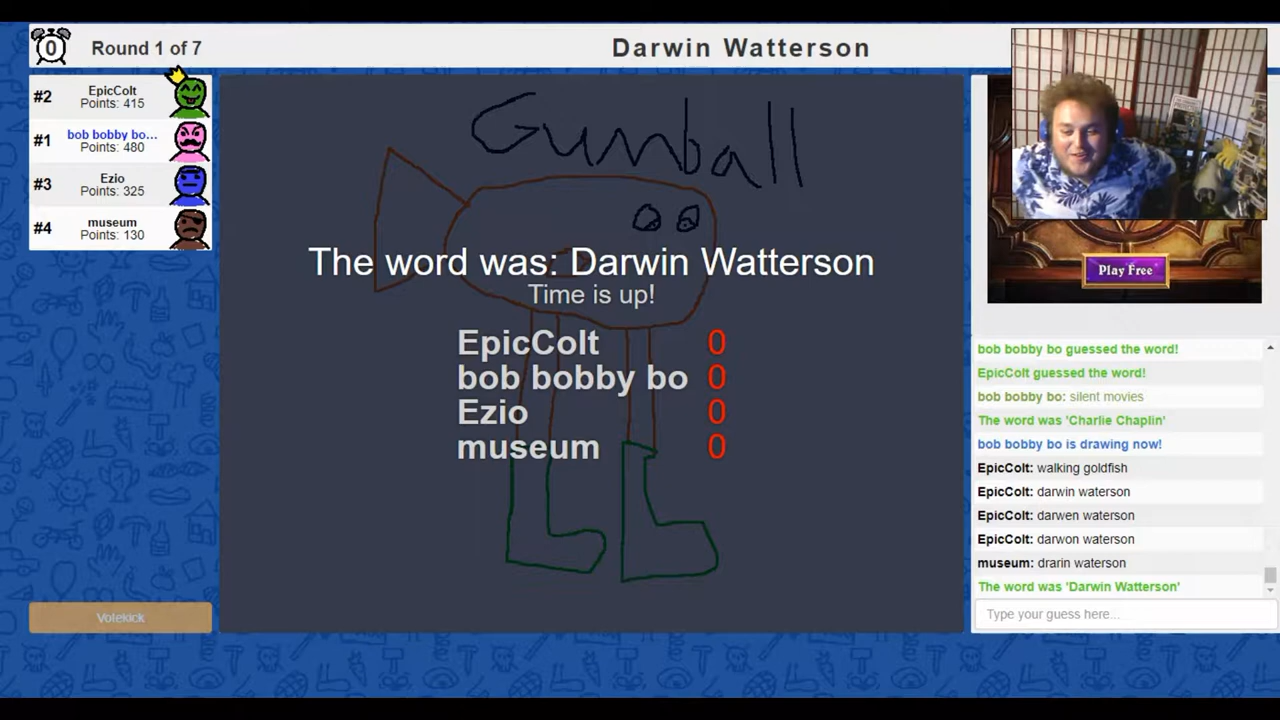 0
Round 1 of 7
Darwin Watterson
#2
EpicColt
Points: 415
#1
bob bobby bo...
Points: 480
#3
Ezio
Points: 325
#4
museum
Points: 130
Votekick
Gumball
The word was: Darwin Watterson
Time is up!
EpicColt 0
bob bobby bo 0
Ezio 0
museum 0
Play Free
bob bobby bo guessed the word!
EpicColt guessed the word!
bob bobby bo: silent movies
The word was 'Charlie Chaplin'
bob bobby bo is drawing now!
EpicColt: walking goldfish
EpicColt: darwin waterson
EpicColt: darwen waterson
EpicColt: darwon waterson
museum: drarin waterson
The word was 'Darwin Watterson'
Type your guess here...